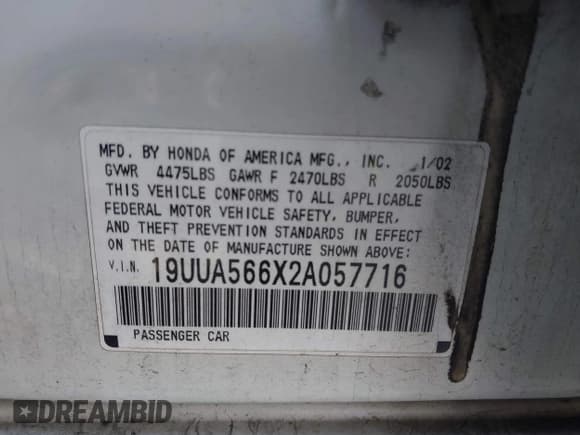 MFD. BY HONDA OF AMERICA MFG., INC. 1/02
GVWR 4475LBS GAWR F 2470LBS R 2050LBS
THIS VEHICLE CONFORMS TO ALL APPLICABLE
FEDERAL MOTOR VEHICLE SAFETY, BUMPER,
AND THEFT PREVENTION STANDARDS IN EFFECT
ON THE DATE OF MANUFACTURE SHOWN ABOVE:
V.I.N. 19UUA566X2A057716
PASSENGER CAR
DREAMBID